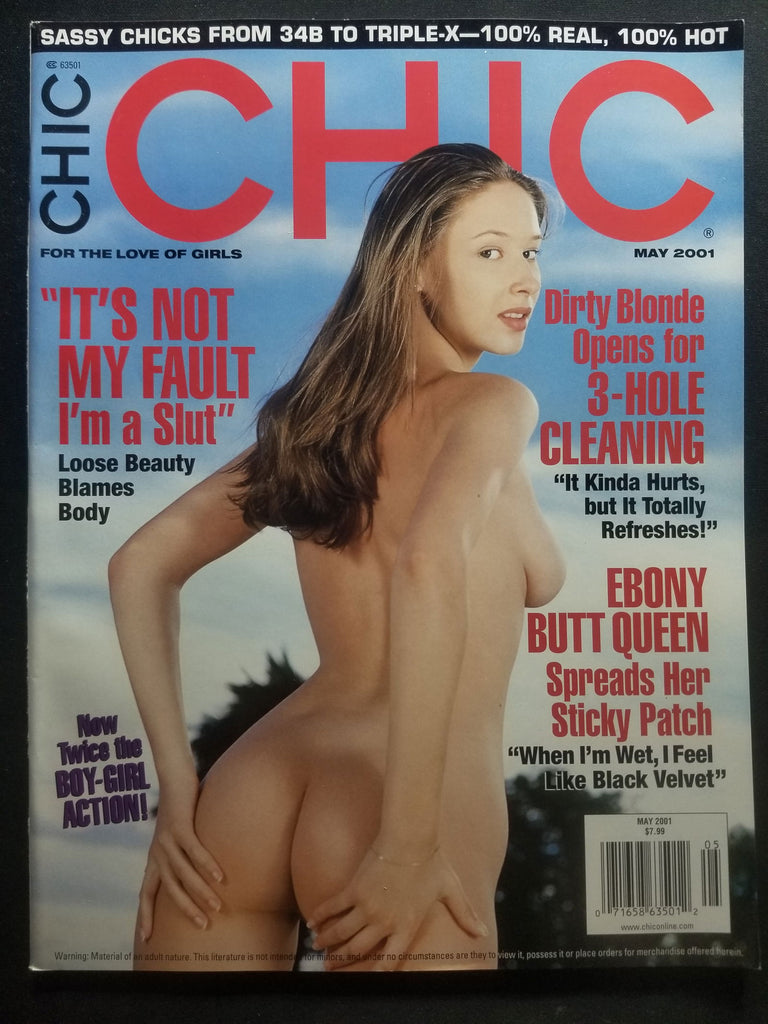 SASSY CHICKS FROM 34B TO TRIPLE-X—100% REAL, 100% HOT
63501
CHIC
CHIC
®
FOR THE LOVE OF GIRLS
MAY 2001
"IT'S NOT
MY FAULT
I'm a Slut"
Loose Beauty
Blames
Body
Dirty Blonde
Opens for
3-HOLE
CLEANING
"It Kinda Hurts,
but It Totally
Refreshes!"
EBONY
BUTT QUEEN
Spreads Her
Sticky Patch
"When I'm Wet, I Feel
Like Black Velvet"
Now
Twice the
BOY-GIRL
ACTION!
MAY 2001
$7.99
05
0 71658 63501 2
www.chiconline.com
Warning: Material of an adult nature. This literature is not intended for minors, and under no circumstances are they to view it, possess it or place orders for merchandise offered herein.